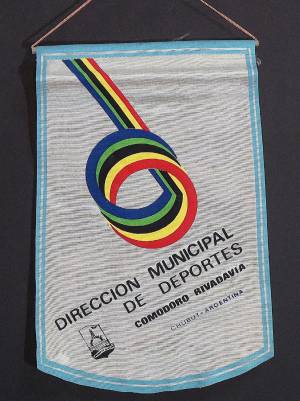 DIRECCION MUNICIPAL
DE DEPORTES
COMODORO RIVADAVIA
CHUBUT - ARGENTINA